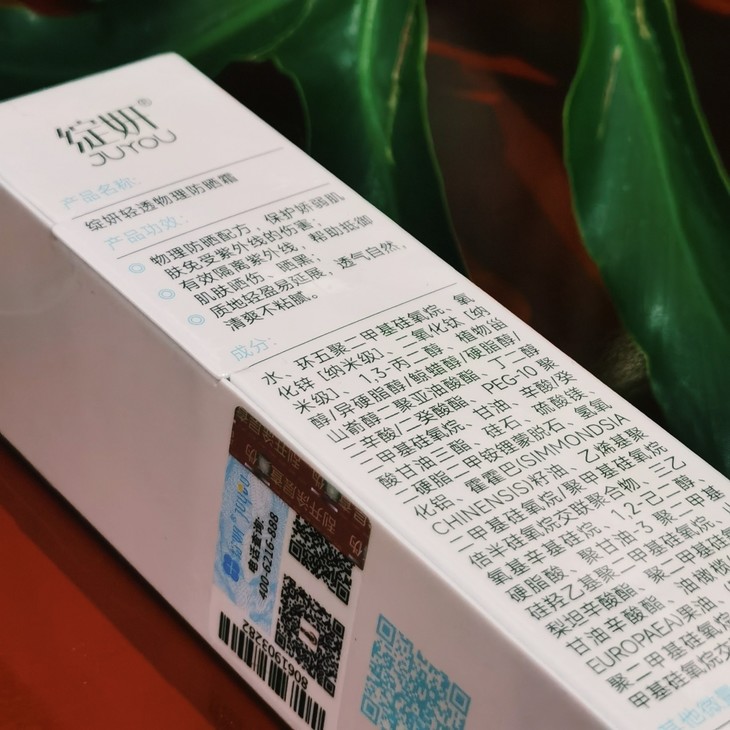 绽妍®
JUYOU
产品名称:
绽妍轻透物理防晒霜
产品功效:
物理防晒配方，保护娇弱肌
肤免受紫外线的伤害；
有效隔离紫外线，帮助抵御
肌肤晒伤、晒黑；
质地轻盈易延展，透气自然，
清爽不粘腻。
成分:
水、环五聚二甲基硅氧烷、氧
化锌［纳米级］、二氧化钛［纳
米级］、1,3-丙二醇、植物甾
醇/异硬脂醇/鲸蜡醇/硬脂醇/
山嵛醇二聚亚油酸酯、丁二醇
二辛酸/二癸酸酯、PEG-10 聚
二甲基硅氧烷、甘油、辛酸/癸
酸甘油三酯、硅石、硫酸镁、
二硬脂二甲铵锂蒙脱石、氢氧
化铝、霍霍巴(SIMMONDSIA
CHINENSIS)籽油、乙烯基聚
二甲基硅氧烷/聚甲基硅氧烷
倍半硅氧烷交联聚合物、三乙
氧基辛基硅烷、1,2-己二醇、
硬脂酸、聚甘油-3 聚二甲基
硅氧乙基聚二甲基硅氧烷、山
梨坦辛酸酯、聚二甲基硅
甘油辛酸酯、油橄榄
EUROPAEA)果油、
聚二甲基硅氧烷
甲基硅氧烷交
其他微量
电话查询:
400-6216-888
8061903282